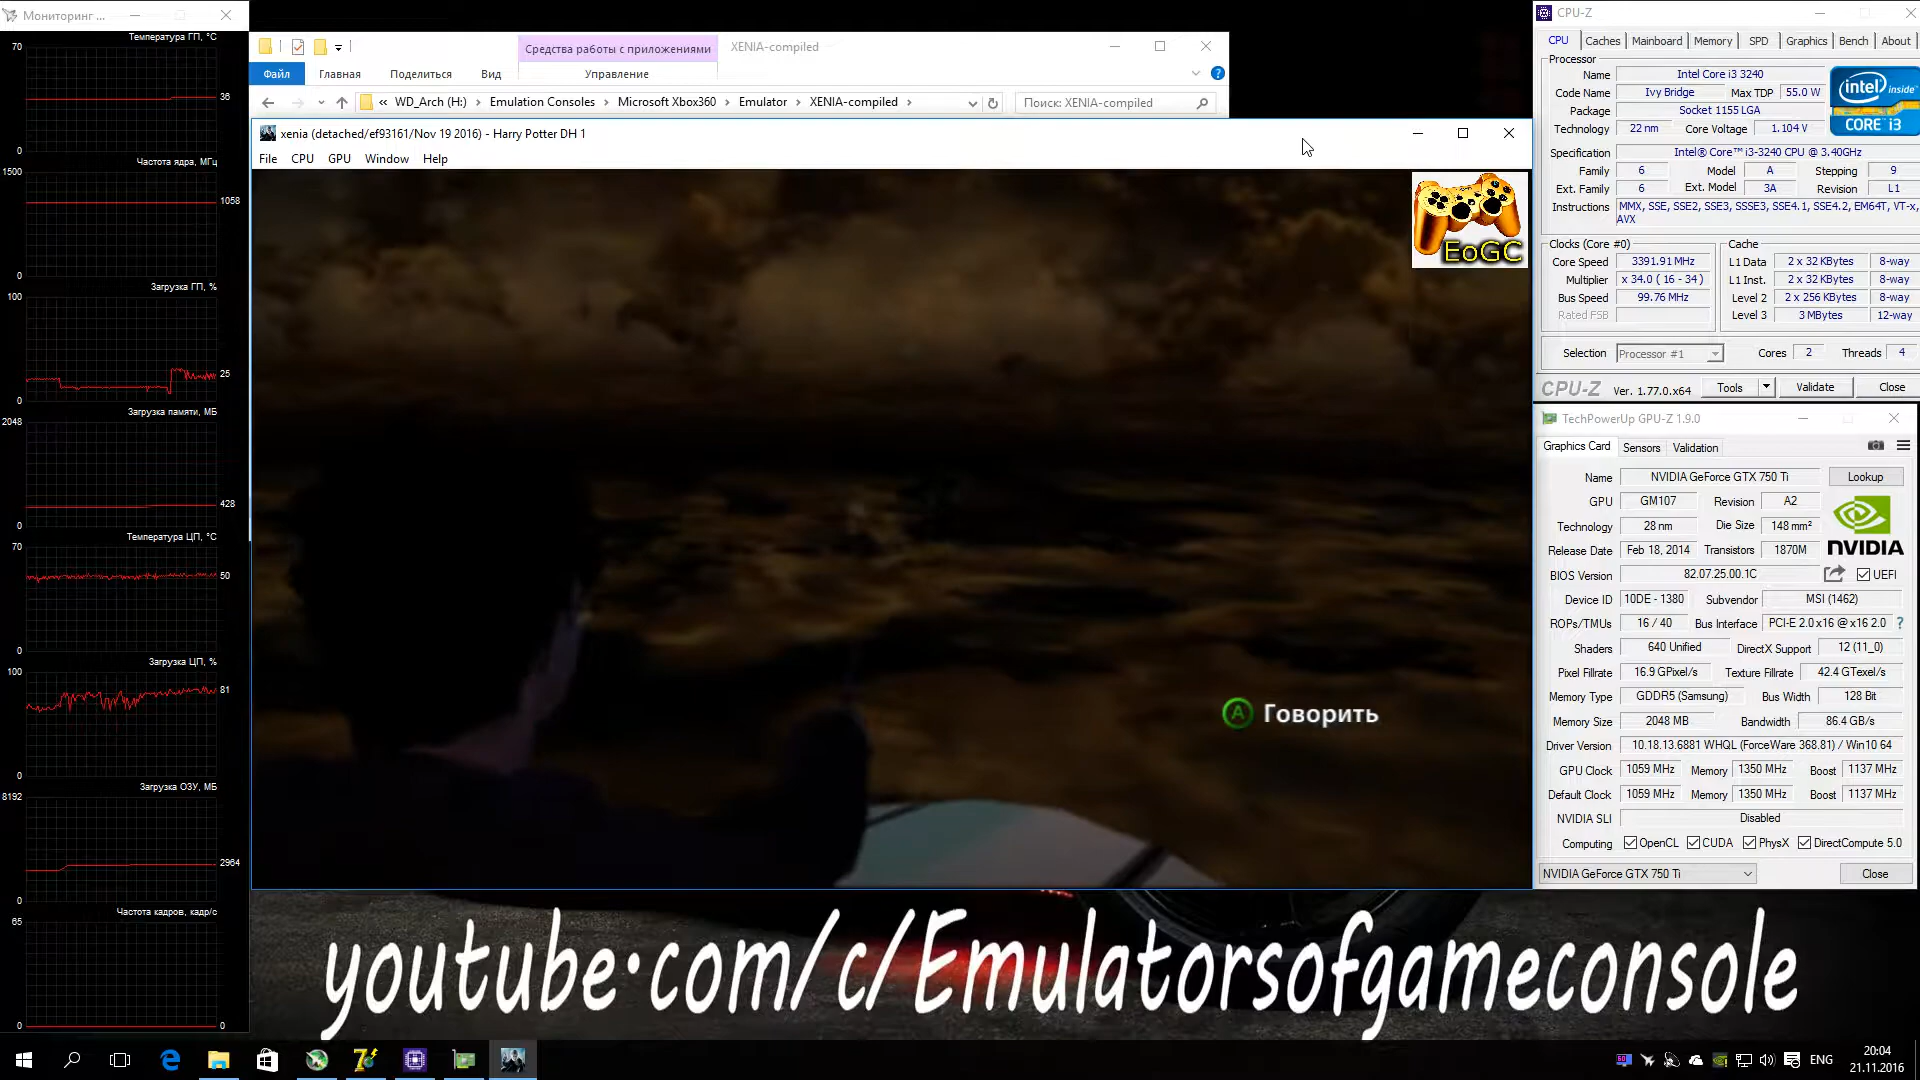 Мониторинг ...
Температура ГП, °C
70
36
0
Частота ядра, МГц
1500
1058
0
Загрузка ГП, %
100
25
0
Загрузка памяти, МБ
2048
428
0
Температура ЦП, °C
70
50
0
Загрузка ЦП, %
100
81
0
Загрузка ОЗУ, МБ
8192
2964
0
Частота кадров, кадр/с
65
0
0
Средства работы с приложениями
XENIA-compiled
Файл
Главная
Поделиться
Вид
Управление
« WD_Arch (H:) › Emulation Consoles › Microsoft Xbox360 › Emulator › XENIA-compiled ›
Поиск: XENIA-compiled
xenia (detached/ef93161/Nov 19 2016) - Harry Potter DH 1
File CPU GPU Window Help
EoGC
A Говорить
youtube.com/c/Emulatorsofgameconsole
CPU-Z
CPU Caches Mainboard Memory SPD Graphics Bench About
Processor
Name Intel Core i3 3240
Code Name Ivy Bridge Max TDP 55.0 W
Package Socket 1155 LGA
Technology 22 nm Core Voltage 1.104 V
intel inside
CORE i3
Specification Intel® Core™ i3-3240 CPU @ 3.40GHz
Family 6 Model A Stepping 9
Ext. Family 6 Ext. Model 3A Revision L1
Instructions MMX, SSE, SSE2, SSE3, SSSE3, SSE4.1, SSE4.2, EM64T, VT-x,
AVX
Clocks (Core #0) Cache
Core Speed 3391.91 MHz L1 Data 2 x 32 KBytes 8-way
Multiplier x 34.0 ( 16 - 34 ) L1 Inst. 2 x 32 KBytes 8-way
Bus Speed 99.76 MHz Level 2 2 x 256 KBytes 8-way
Rated FSB Level 3 3 MBytes 12-way
Selection Processor #1 Cores 2 Threads 4
CPU-Z Ver. 1.77.0.x64 Tools Validate Close
TechPowerUp GPU-Z 1.9.0
Graphics Card Sensors Validation
Name NVIDIA GeForce GTX 750 Ti Lookup
GPU GM107 Revision A2
Technology 28 nm Die Size 148 mm²
Release Date Feb 18, 2014 Transistors 1870M
NVIDIA
BIOS Version 82.07.25.00.1C UEFI
Device ID 10DE - 1380 Subvendor MSI (1462)
ROPs/TMUs 16 / 40 Bus Interface PCI-E 2.0 x16 @ x16 2.0 ?
Shaders 640 Unified DirectX Support 12 (11_0)
Pixel Fillrate 16.9 GPixel/s Texture Fillrate 42.4 GTexel/s
Memory Type GDDR5 (Samsung) Bus Width 128 Bit
Memory Size 2048 MB Bandwidth 86.4 GB/s
Driver Version 10.18.13.6881 WHQL (ForceWare 368.81) / Win10 64
GPU Clock 1059 MHz Memory 1350 MHz Boost 1137 MHz
Default Clock 1059 MHz Memory 1350 MHz Boost 1137 MHz
NVIDIA SLI Disabled
Computing OpenCL CUDA PhysX DirectCompute 5.0
NVIDIA GeForce GTX 750 Ti Close
60
ENG
20:04
21.11.2016